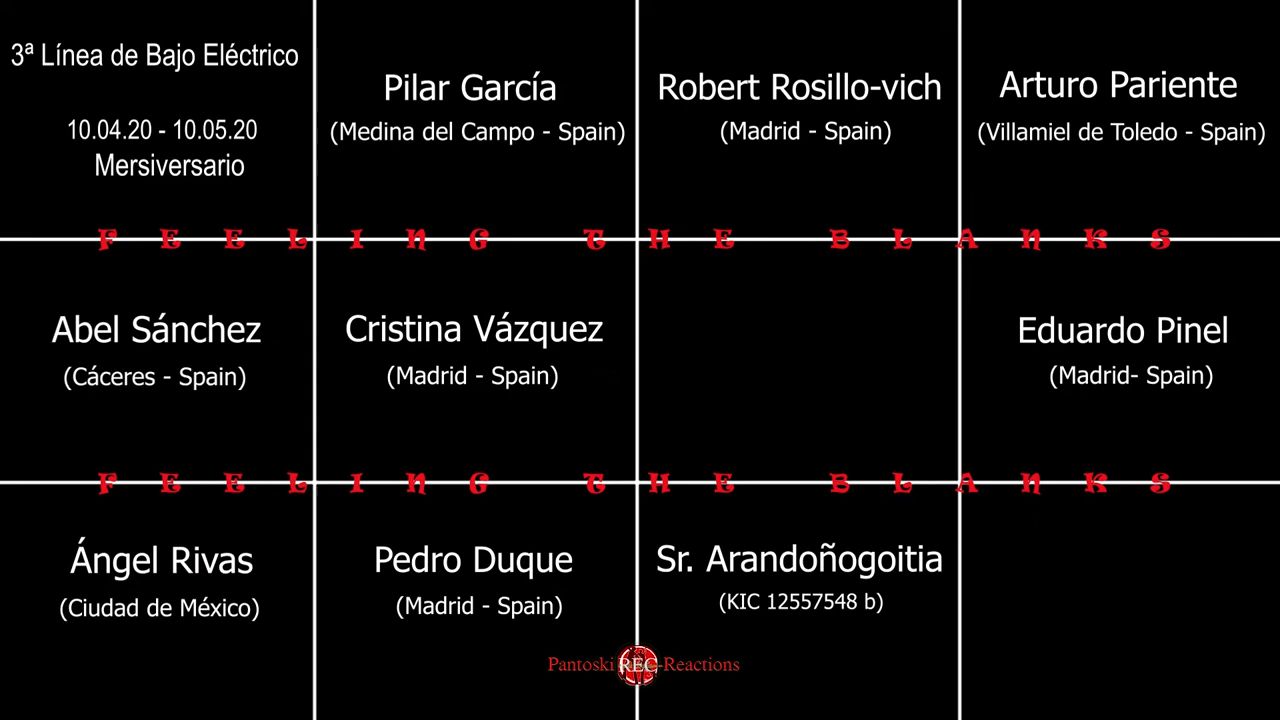 3ª Línea de Bajo Eléctrico
10.04.20 - 10.05.20
Mersiversario
Pilar García
(Medina del Campo - Spain)
Robert Rosillo-vich
(Madrid - Spain)
Arturo Pariente
(Villamiel de Toledo - Spain)
FEELING THE BLANKS
Abel Sánchez
(Cáceres - Spain)
Cristina Vázquez
(Madrid - Spain)
Eduardo Pinel
(Madrid- Spain)
FEELING THE BLANKS
Ángel Rivas
(Ciudad de México)
Pedro Duque
(Madrid - Spain)
Sr. Arandoñogoitia
(KIC 12557548 b)
Pantoski REC-Reactions